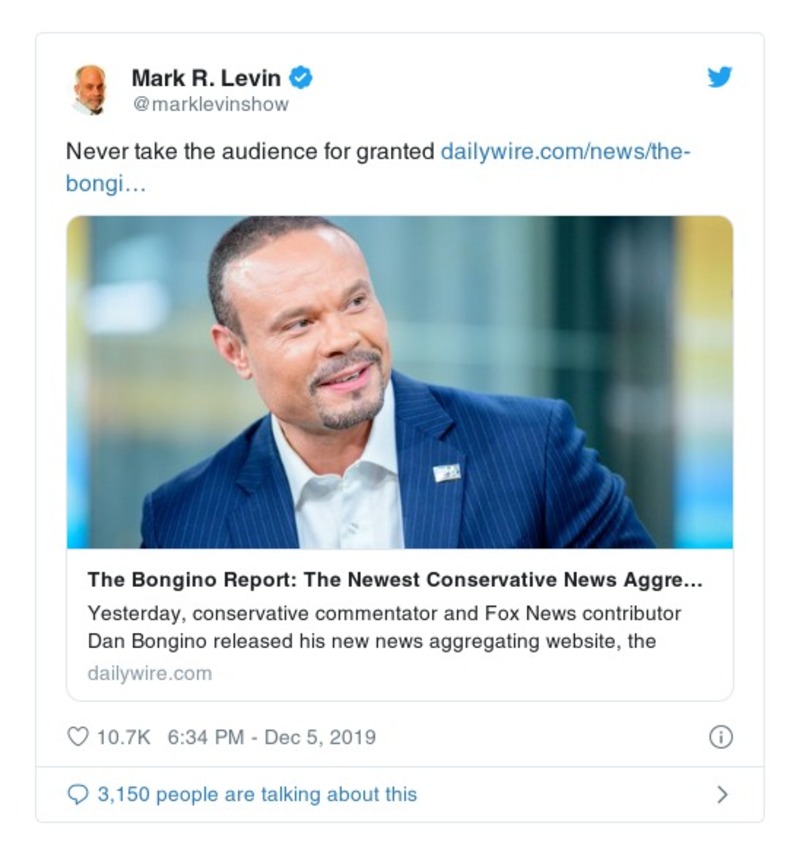 Mark R. Levin
@marklevinshow
Never take the audience for granted dailywire.com/news/the-
bongi…
The Bongino Report: The Newest Conservative News Aggre...
Yesterday, conservative commentator and Fox News contributor
Dan Bongino released his new news aggregating website, the
dailywire.com
10.7K 6:34 PM - Dec 5, 2019
3,150 people are talking about this